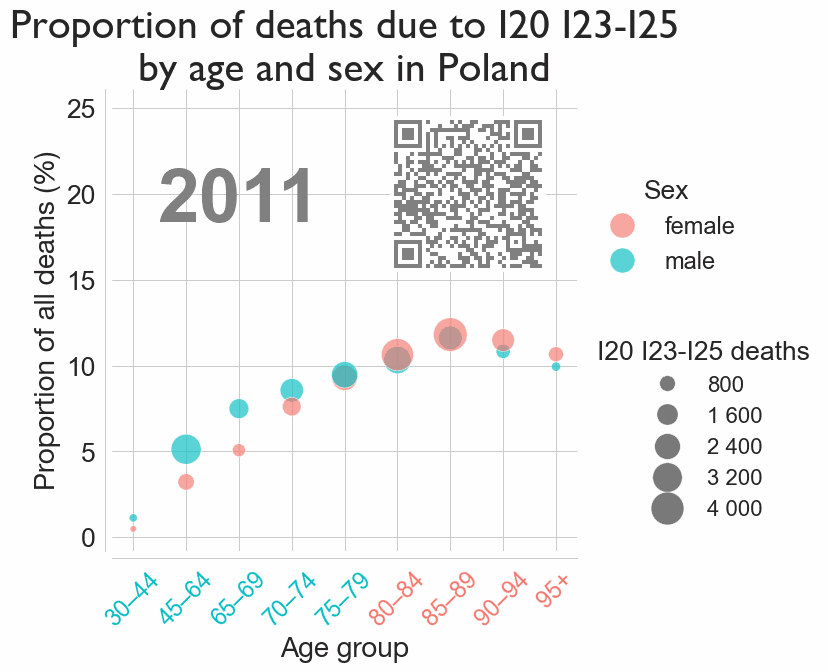 Proportion of deaths due to I20 I23-I25
by age and sex in Poland
Proportion of all deaths (%)
25
20
15
10
5
0
2011
30–44
45–64
65–69
70–74
75–79
80–84
85–89
90–94
95+
Age group
Sex
female
male
I20 I23-I25 deaths
800
1 600
2 400
3 200
4 000